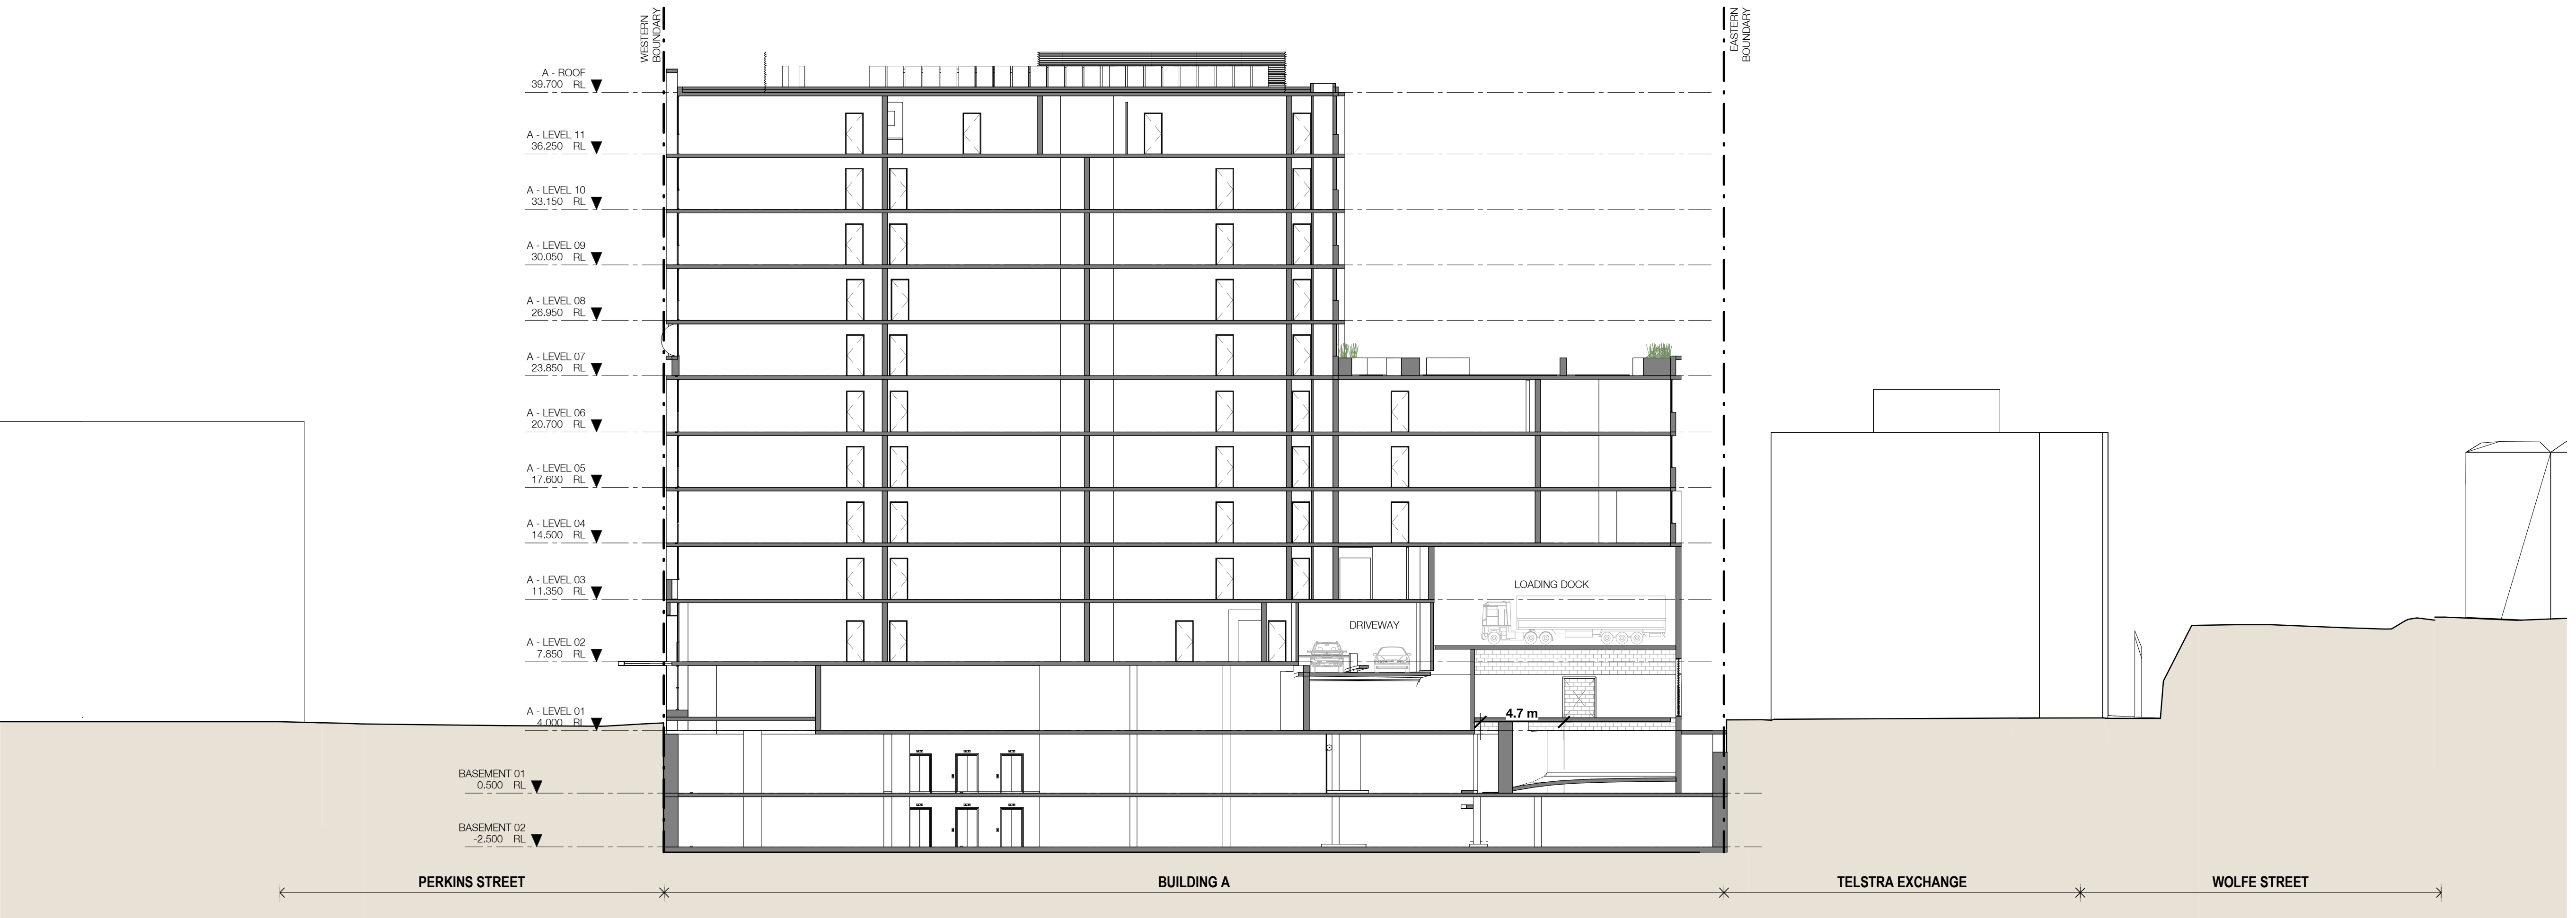 WESTERN
BOUNDARY
EASTERN
BOUNDARY
A - ROOF
39.700 RL
A - LEVEL 11
36.250 RL
A - LEVEL 10
33.150 RL
A - LEVEL 09
30.050 RL
A - LEVEL 08
26.950 RL
A - LEVEL 07
23.850 RL
A - LEVEL 06
20.700 RL
A - LEVEL 05
17.600 RL
A - LEVEL 04
14.500 RL
A - LEVEL 03
11.350 RL
LOADING DOCK
DRIVEWAY
A - LEVEL 02
7.850 RL
A - LEVEL 01
4.000 RL
4.7 m
BASEMENT 01
0.500 RL
BASEMENT 02
-2.500 RL
PERKINS STREET
BUILDING A
TELSTRA EXCHANGE
WOLFE STREET